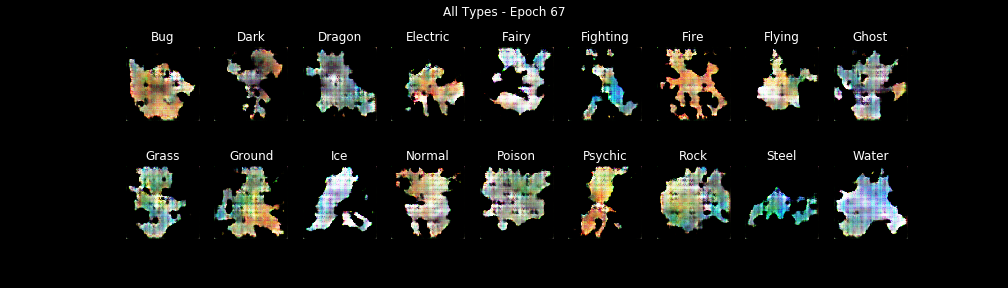 All Types - Epoch 67
Bug Dark Dragon Electric Fairy Fighting Fire Flying Ghost
Grass Ground Ice Normal Poison Psychic Rock Steel Water